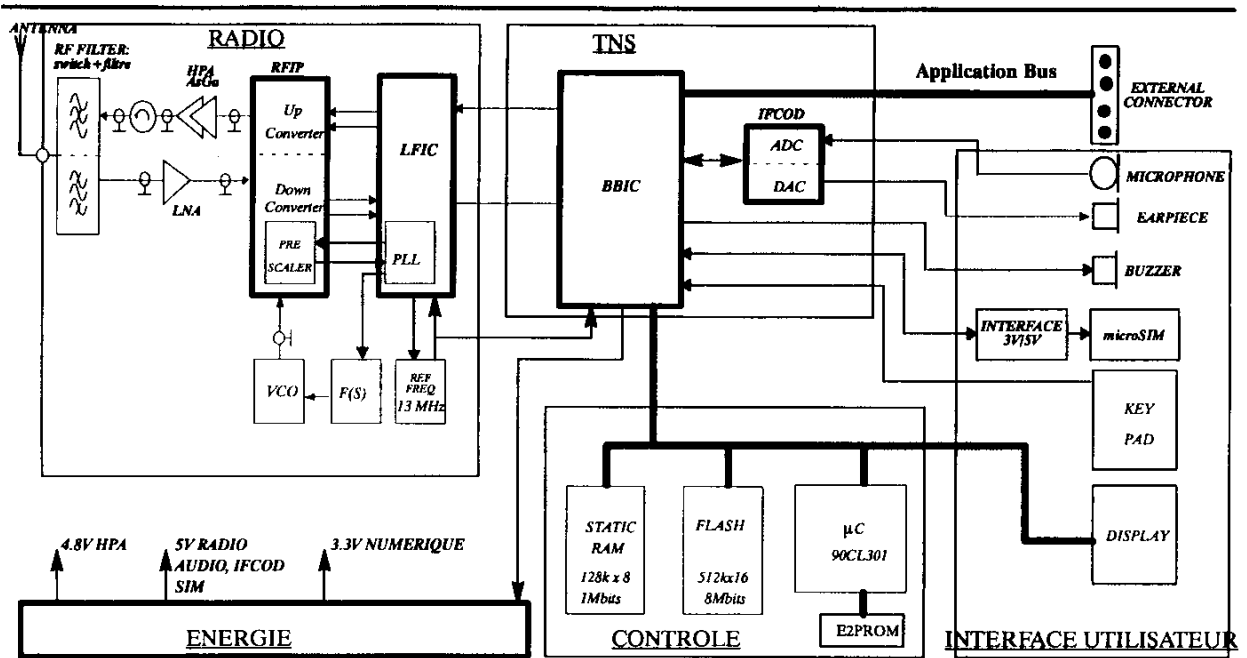 ANTENNA
RADIO
RF FILTER:
switch + filtre
HPA
AsGa
RFIP
Up
Converter
Down
Converter
PRE
SCALER
LNA
LFIC
PLL
VCO
F(S)
REF
FREQ
13 MHz
TNS
BBIC
IFCOD
ADC
DAC
Application Bus
EXTERNAL
CONNECTOR
MICROPHONE
EARPIECE
BUZZER
INTERFACE
3V/5V
microSIM
KEY
PAD
DISPLAY
INTERFACE UTILISATEUR
STATIC
RAM
128k x 8
1Mbits
FLASH
512kx16
8Mbits
µC
90CL301
E2PROM
CONTROLE
4.8V HPA
5V RADIO
AUDIO, IFCOD
SIM
3.3V NUMERIQUE
ENERGIE